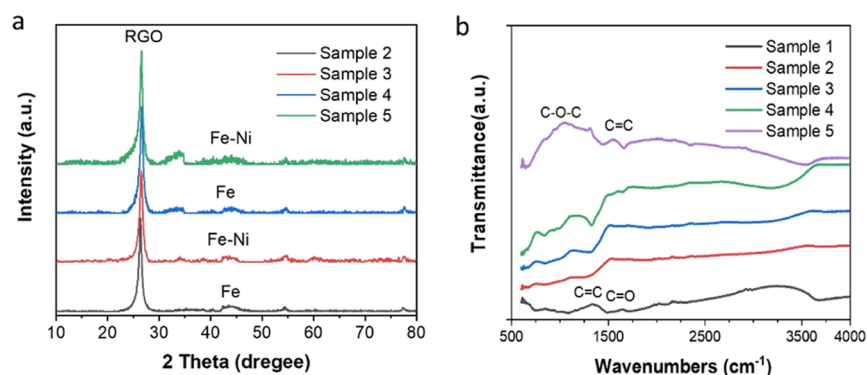 a
RGO
Sample 2
Sample 3
Sample 4
Sample 5
Fe-Ni
Fe
Fe-Ni
Fe
Intensity (a.u.)
10 20 30 40 50 60 70 80
2 Theta (dregee)
b
Sample 1
Sample 2
Sample 3
Sample 4
Sample 5
C-O-C
C=C
C=C
C=O
Transmittance(a.u.)
500 1500 2500 3500 4000
Wavenumbers (cm⁻¹)